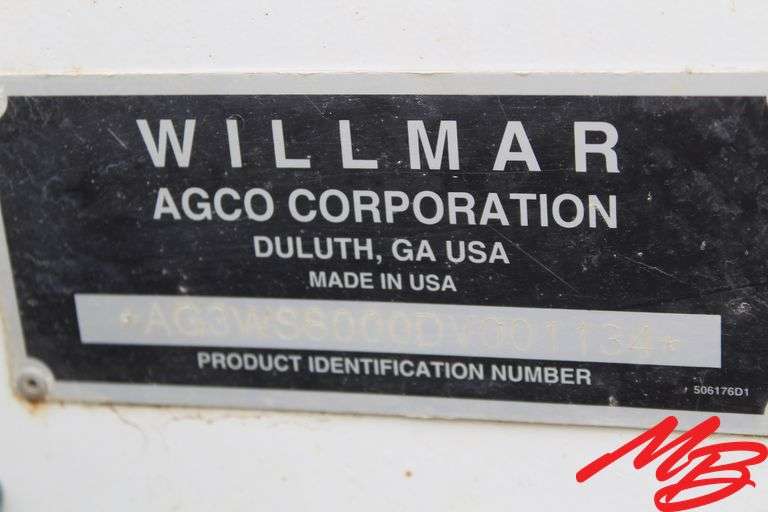 WILLMAR
AGCO CORPORATION
DULUTH, GA USA
MADE IN USA
*AG3WS8000DV001134*
PRODUCT IDENTIFICATION NUMBER
506176D1
MB